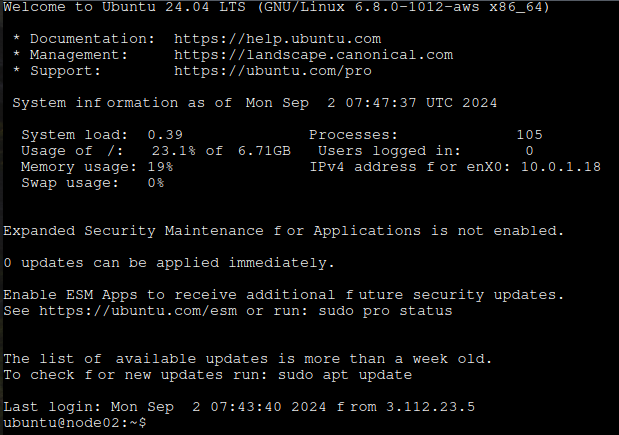 Welcome to Ubuntu 24.04 LTS (GNU/Linux 6.8.0-1012-aws x86_64)
* Documentation:  https://help.ubuntu.com
* Management:     https://landscape.canonical.com
* Support:        https://ubuntu.com/pro
System information as of Mon Sep  2 07:47:37 UTC 2024
System load:  0.39                Processes:             105
Usage of /:   23.1% of 6.71GB   Users logged in:       0
Memory usage: 19%                 IPv4 address for enX0: 10.0.1.18
Swap usage:   0%
Expanded Security Maintenance for Applications is not enabled.
0 updates can be applied immediately.
Enable ESM Apps to receive additional future security updates.
See https://ubuntu.com/esm or run: sudo pro status
The list of available updates is more than a week old.
To check for new updates run: sudo apt update
Last login: Mon Sep  2 07:43:40 2024 from 3.112.23.5
ubuntu@node02:~$